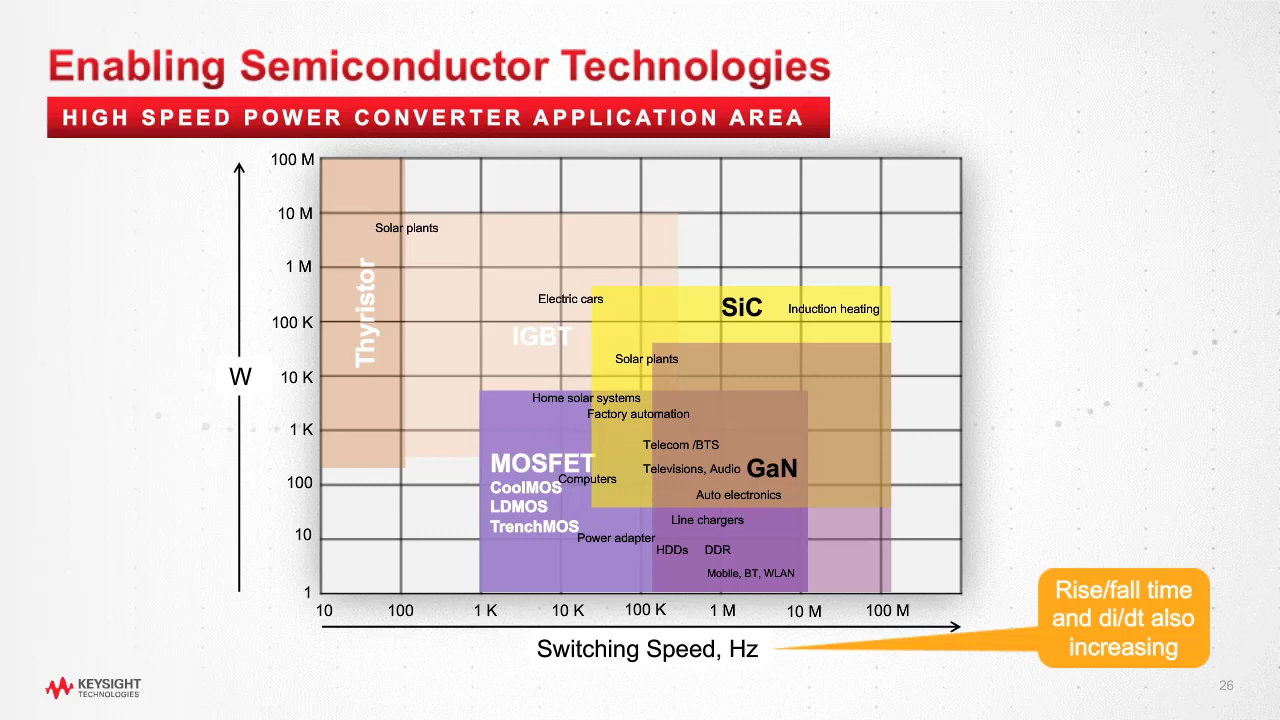 Enabling Semiconductor Technologies
HIGH SPEED POWER CONVERTER APPLICATION AREA
100 M
10 M
1 M
100 K
10 K
1 K
100
10
1
W
Thyristor
Solar plants
Electric cars
IGBT
SiC
Induction heating
Solar plants
Home solar systems
Factory automation
Telecom /BTS
MOSFET
CoolMOS
LDMOS
TrenchMOS
Computers
Televisions, Audio
GaN
Auto electronics
Line chargers
Power adapter
HDDs
DDR
Mobile, BT, WLAN
10
100
1 K
10 K
100 K
1 M
10 M
100 M
Switching Speed, Hz
Rise/fall time
and di/dt also
increasing
KEYSIGHT
TECHNOLOGIES
26